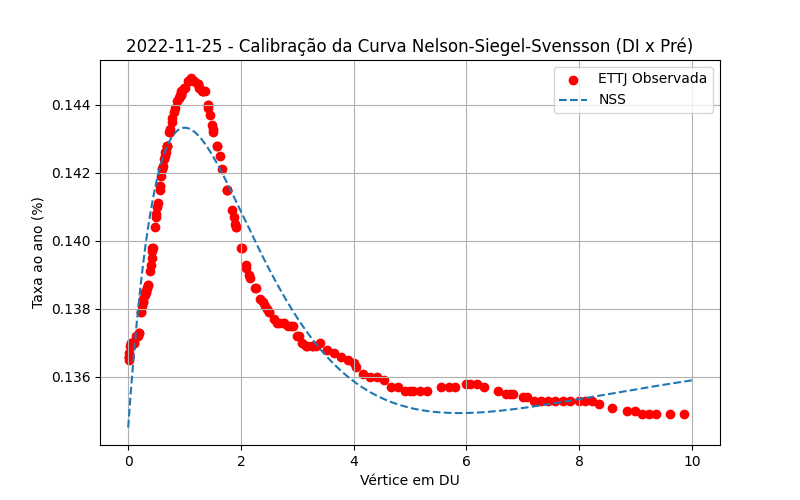 2022-11-25 - Calibração da Curva Nelson-Siegel-Svensson (DI x Pré)
ETTJ Observada
NSS
Taxa ao ano (%)
0.144
0.142
0.140
0.138
0.136
0 2 4 6 8 10
Vértice em DU